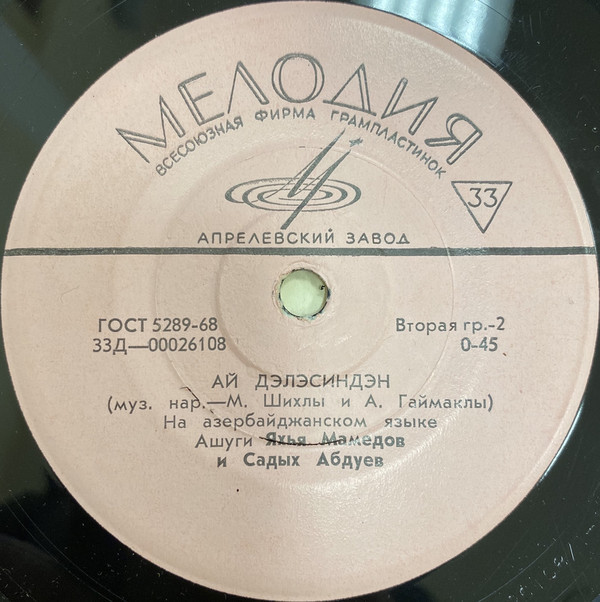 МЕЛОДИЯ
ВСЕСОЮЗНАЯ ФИРМА ГРАМПЛАСТИНОК
33
АПРЕЛЕВСКИЙ ЗАВОД
ГОСТ 5289-68
33Д—00026108
Вторая гр.-2
0-45
АЙ ДЭЛЭСИНДЭН
(муз. нар.—М. Шихлы и А. Гаймаклы)
На азербайджанском языке
Ашуги Яхья Мамедов
и Садых Абдуев